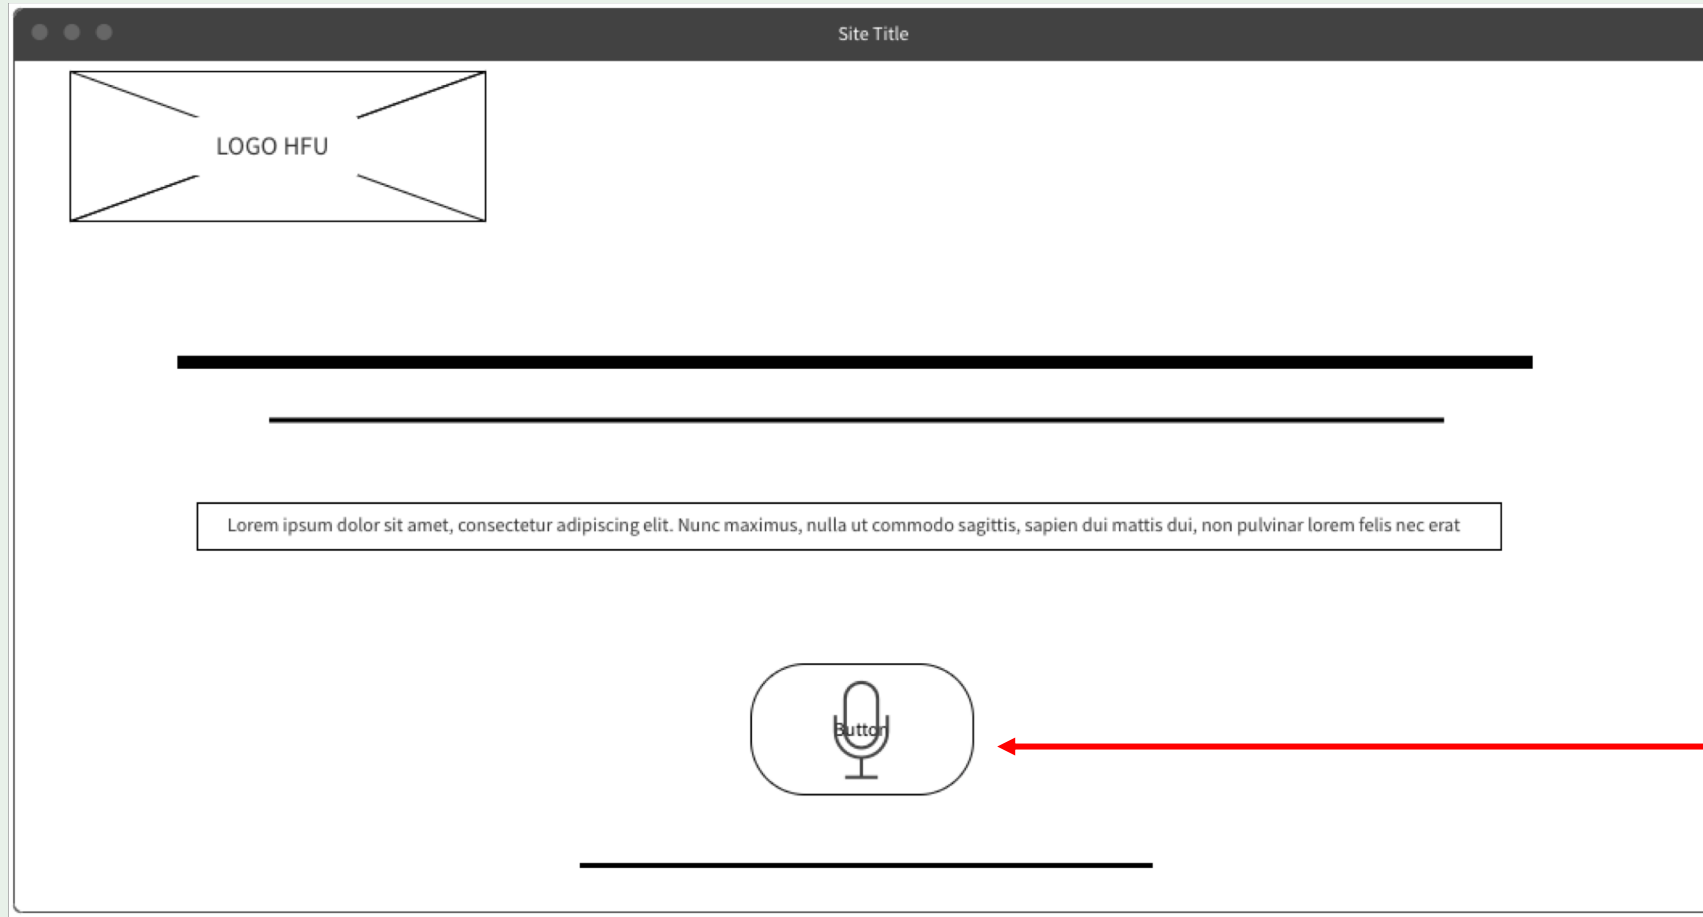 Site Title
LOGO HFU
Lorem ipsum dolor sit amet, consectetur adipiscing elit. Nunc maximus, nulla ut commodo sagittis, sapien dui mattis dui, non pulvinar lorem felis nec erat
Button